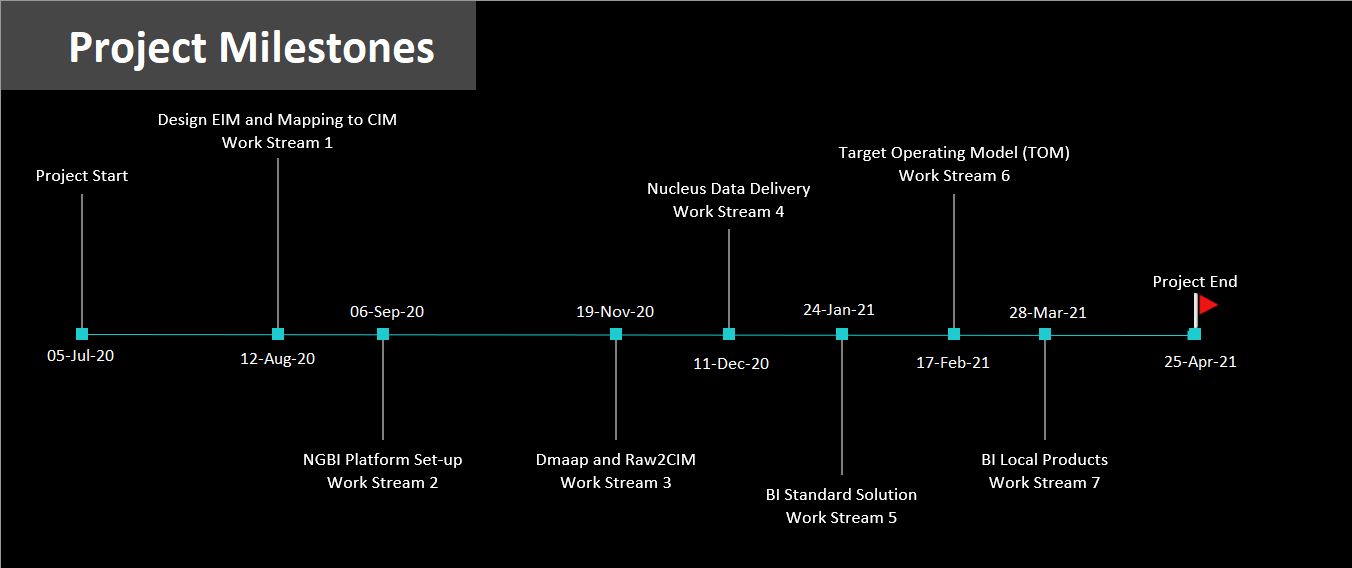 Project Milestones
Design EIM and Mapping to CIM
Work Stream 1
Target Operating Model (TOM)
Work Stream 6
Project Start
Nucleus Data Delivery
Work Stream 4
Project End
06-Sep-20
19-Nov-20
24-Jan-21
28-Mar-21
05-Jul-20
12-Aug-20
11-Dec-20
17-Feb-21
25-Apr-21
NGBI Platform Set-up
Work Stream 2
Dmaap and Raw2CIM
Work Stream 3
BI Local Products
Work Stream 7
BI Standard Solution
Work Stream 5